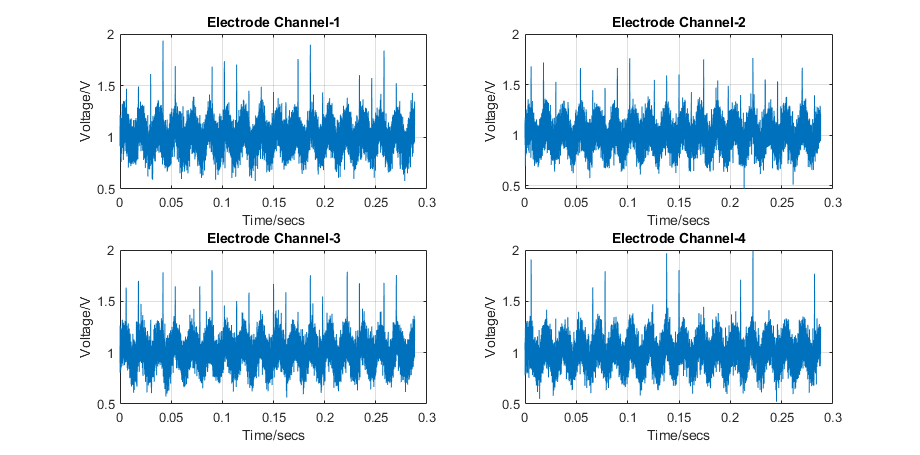 Electrode Channel-1
2
1.5
1
0.5
Voltage/V
0 0.05 0.1 0.15 0.2 0.25 0.3
Time/secs
Electrode Channel-2
2
1.5
1
0.5
Voltage/V
0 0.05 0.1 0.15 0.2 0.25 0.3
Time/secs
Electrode Channel-3
2
1.5
1
0.5
Voltage/V
0 0.05 0.1 0.15 0.2 0.25 0.3
Time/secs
Electrode Channel-4
2
1.5
1
0.5
Voltage/V
0 0.05 0.1 0.15 0.2 0.25 0.3
Time/secs